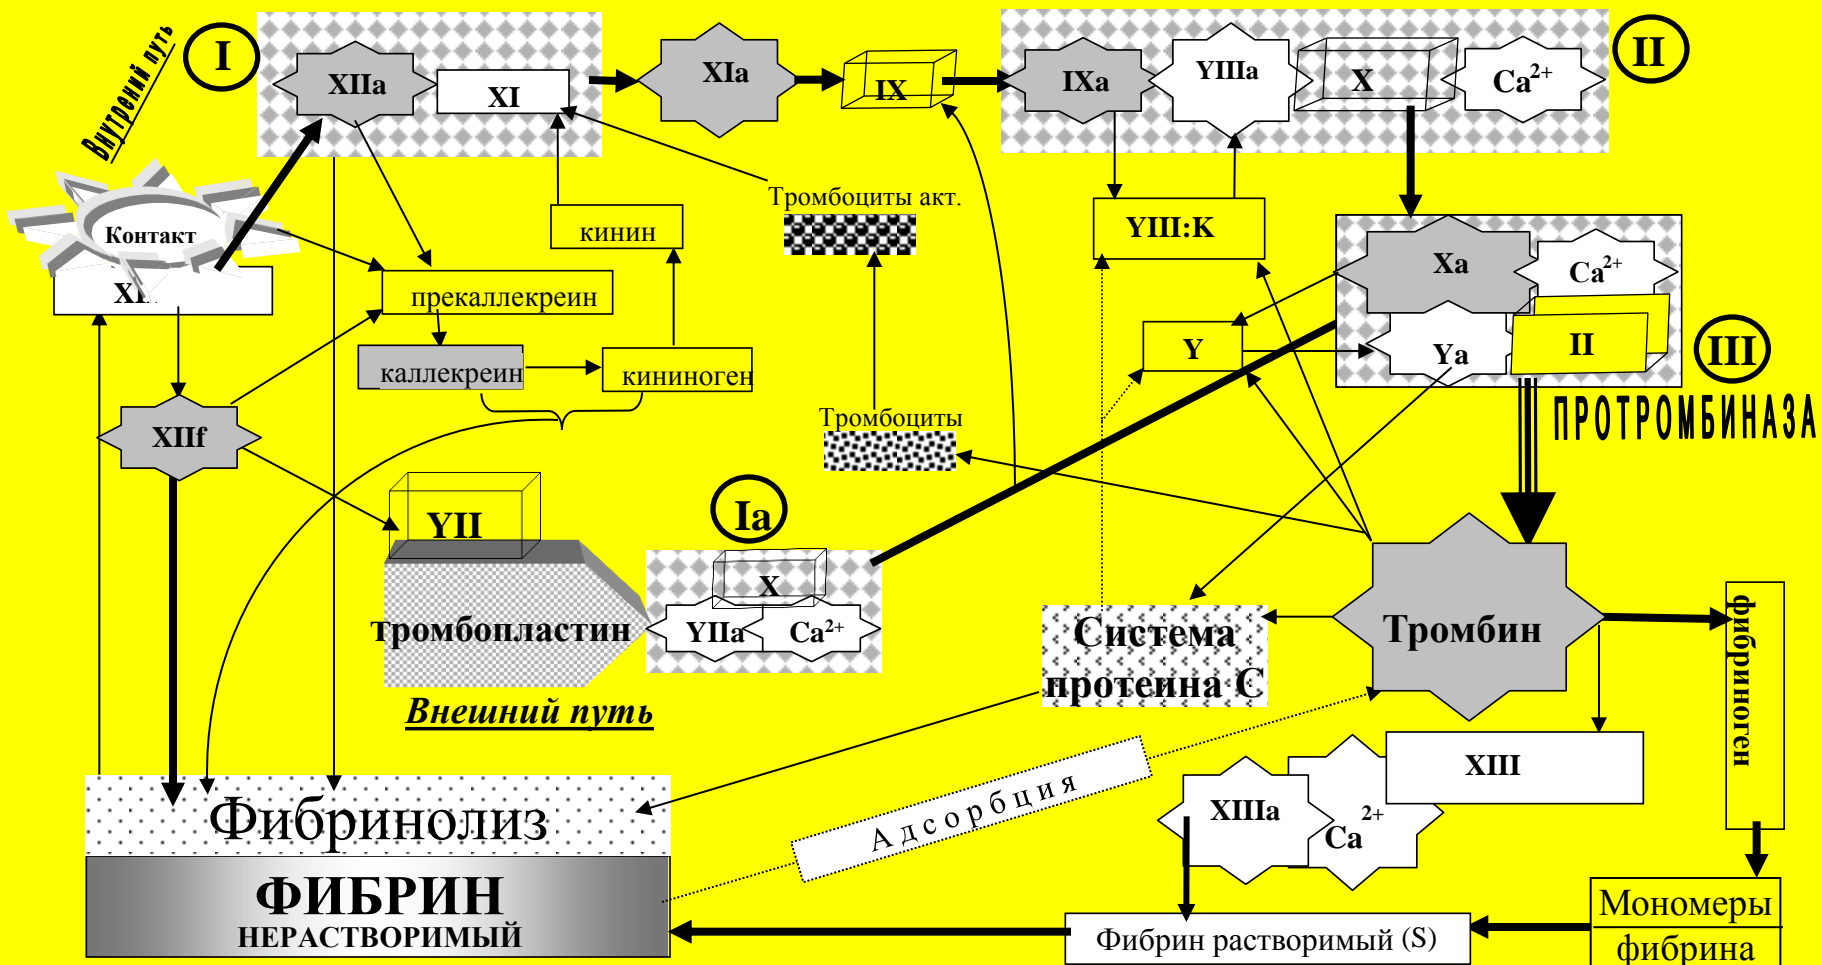 Внутрений путь
I
XIIa
XI
XIa
IX
IXa
YIIIa
X
Ca2+
II
Контакт
кинин
Тромбоциты акт.
YIII:K
Xa
Ca2+
прекаллекреин
Y
Ya
II
III
каллекреин
кининоген
ПРОТРОМБИНАЗА
XIIf
Тромбоциты
YII
Ia
X
тромбопластин
YIIa
Ca2+
Внешний путь
Система
протеина С
Тромбин
фибриноген
XIII
XIIIa
Ca2+
Адсорбция
Фибринолиз
ФИБРИН
НЕРАСТВОРИМЫЙ
Фибрин растворимый (S)
Мономеры
фибрина